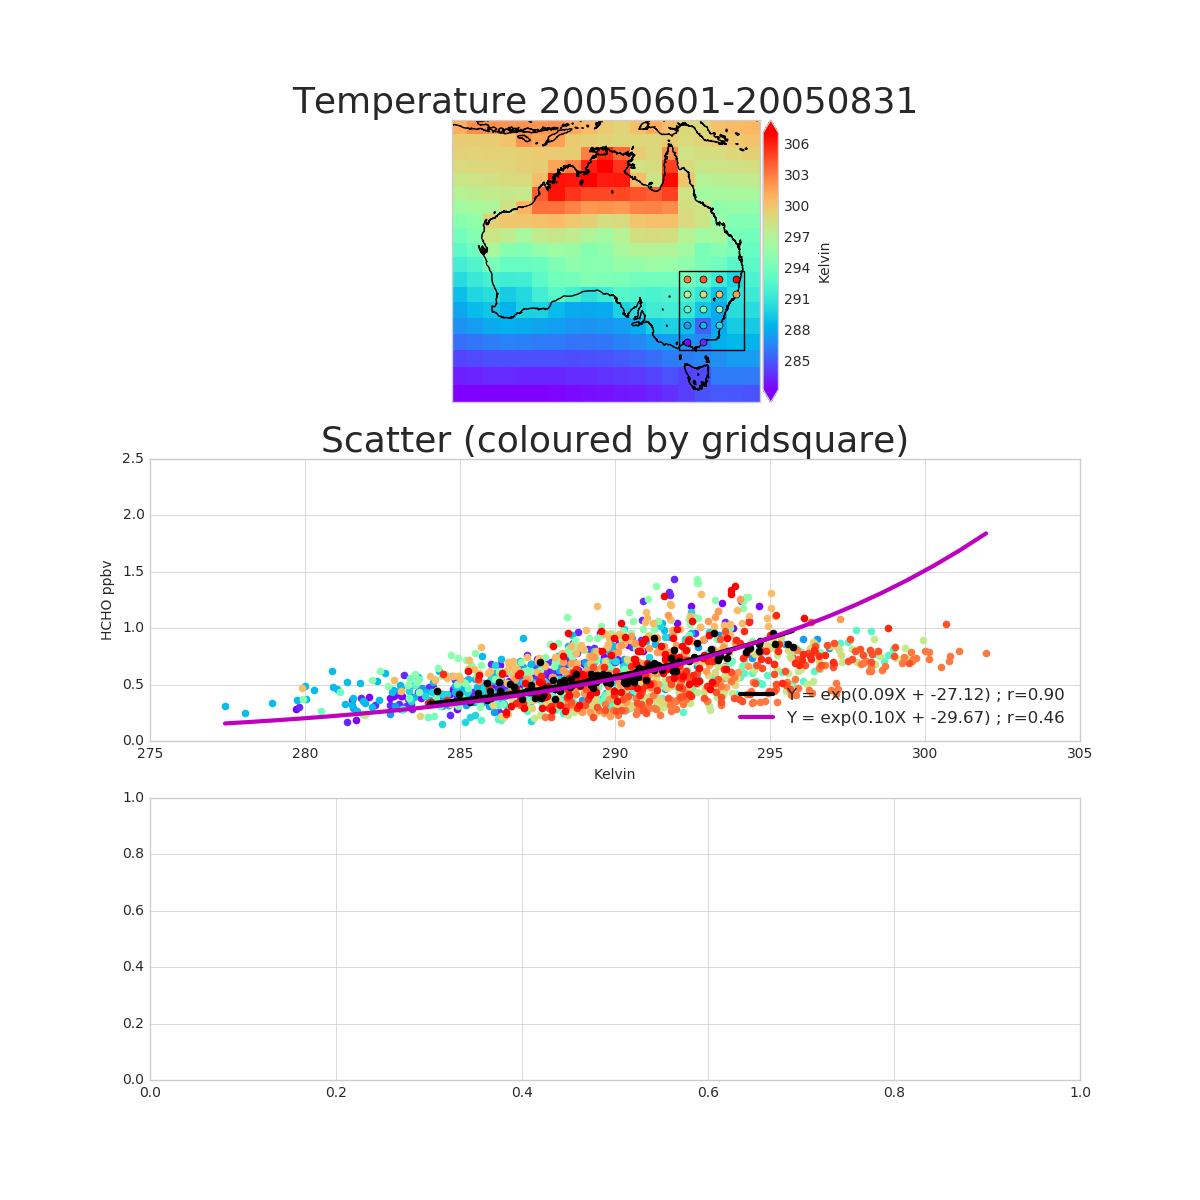 Temperature 20050601-20050831
306
303
300
297
294
291
288
285
Kelvin
Scatter (coloured by gridsquare)
2.5
2.0
1.5
1.0
0.5
0.0
HCHO ppbv
Y = exp(0.09X + -27.12) ; r=0.90
Y = exp(0.10X + -29.67) ; r=0.46
275 280 285 290 295 300 305
Kelvin
1.0
0.8
0.6
0.4
0.2
0.0
0.0 0.2 0.4 0.6 0.8 1.0